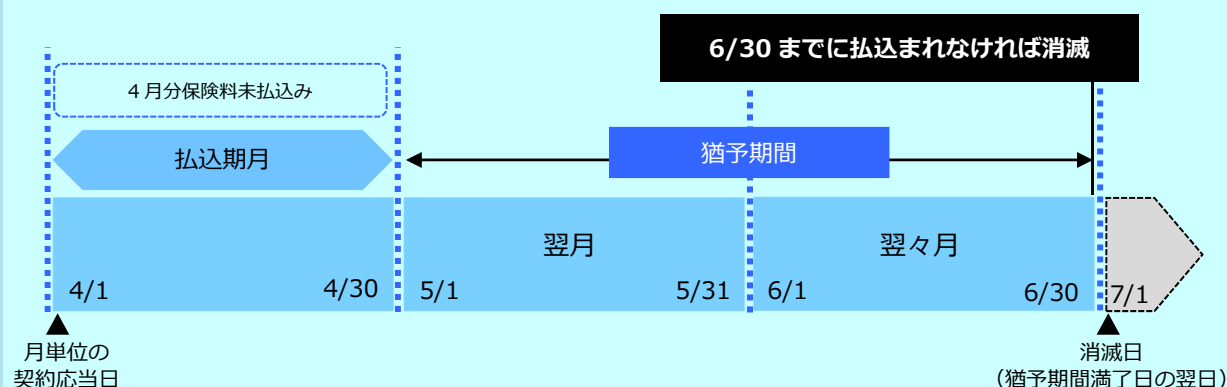 6/30 までに払込まれなければ消滅
4 月分保険料未払込み
払込期月
猶予期間
翌月
翌々月
4/1
4/30
5/1
5/31
6/1
6/30
7/1
月単位の
契約応当日
消滅日
（猶予期間満了日の翌日）